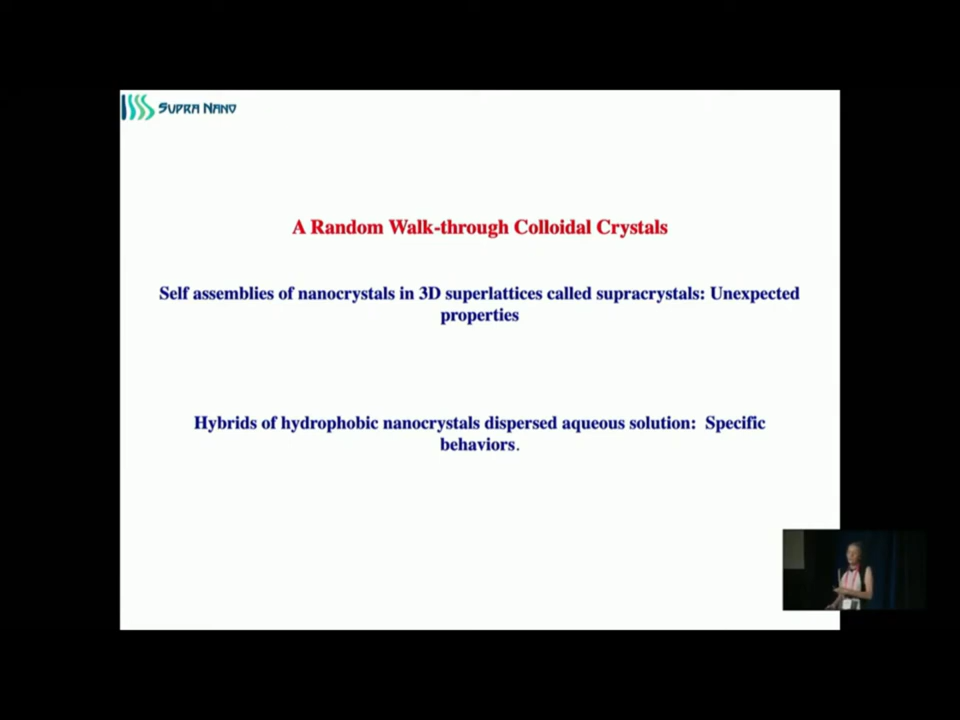 SUPRA NANO
A Random Walk-through Colloidal Crystals
Self assemblies of nanocrystals in 3D superlattices called supracrystals: Unexpected
properties
Hybrids of hydrophobic nanocrystals dispersed aqueous solution:  Specific
behaviors.